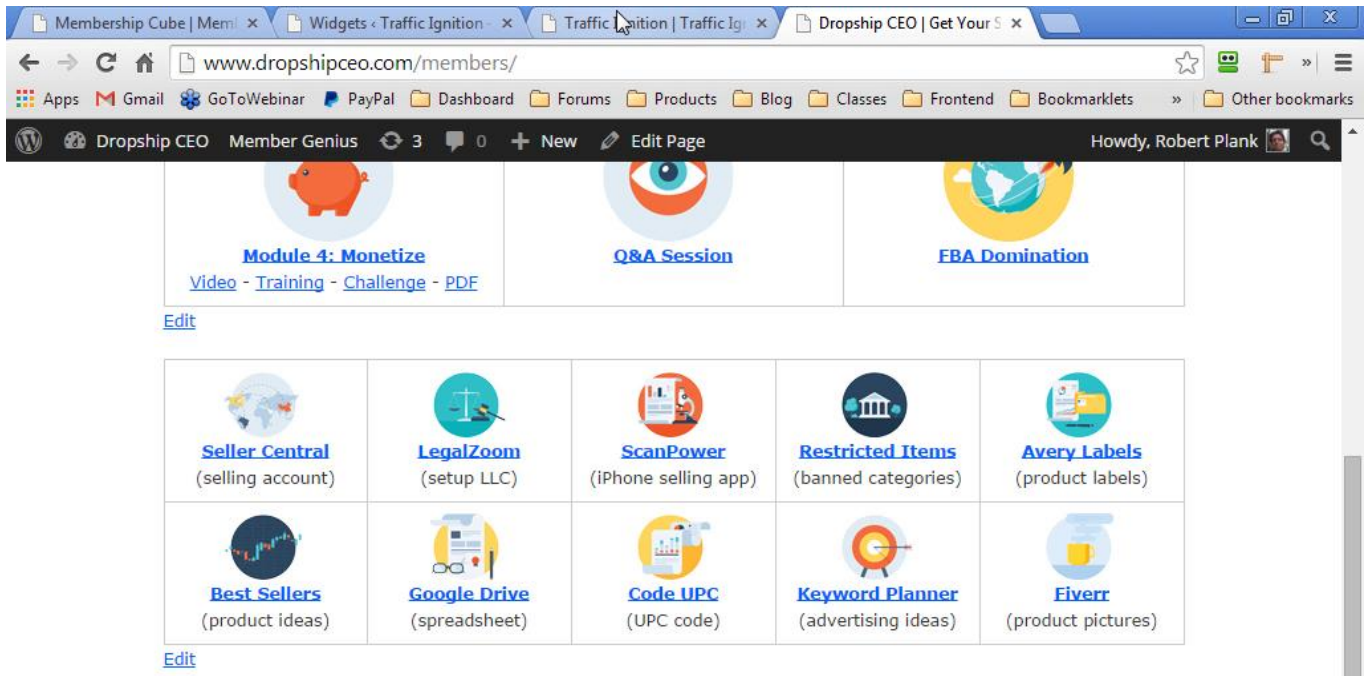 Membership Cube | Meml
Widgets ‹ Traffic Ignition -
Traffic Ignition | Traffic Ig
Dropship CEO | Get Your S
www.dropshipceo.com/members/
Apps Gmail GoToWebinar PayPal Dashboard Forums Products Blog Classes Frontend Bookmarklets » Other bookmarks
Dropship CEO Member Genius 3 0 + New Edit Page Howdy, Robert Plank
Module 4: Monetize Q&A Session FBA Domination
Video - Training - Challenge - PDF
Edit
Seller Central LegalZoom ScanPower Restricted Items Avery Labels
(selling account) (setup LLC) (iPhone selling app) (banned categories) (product labels)
Best Sellers Google Drive Code UPC Keyword Planner Fiverr
(product ideas) (spreadsheet) (UPC code) (advertising ideas) (product pictures)
Edit